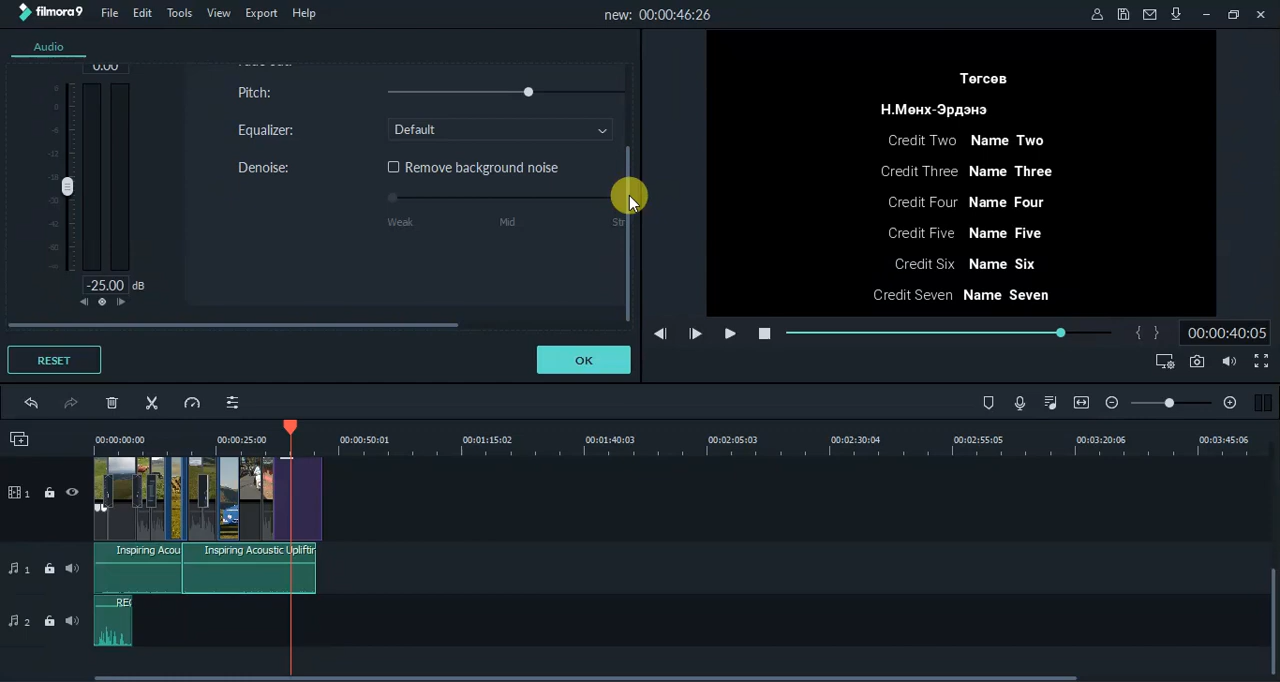 filmora9 File Edit Tools View Export Help new: 00:00:46:26
Audio
0.00
Pitch:
Equalizer: Default
Denoise: Remove background noise
Weak Mid
-25.00 dB
RESET OK
Төгсөв
Н.Мөнх-Эрдэнэ
Credit Two Name Two
Credit Three Name Three
Credit Four Name Four
Credit Five Name Five
Credit Six Name Six
Credit Seven Name Seven
00:00:40:05
00:00:00:00 00:00:25:00 00:00:50:01 00:01:15:02 00:01:40:03 00:02:05:03 00:02:30:04 00:02:55:05 00:03:20:06 00:03:45:06
1
Inspiring Acou Inspiring Acoustic Upliftin
1
2